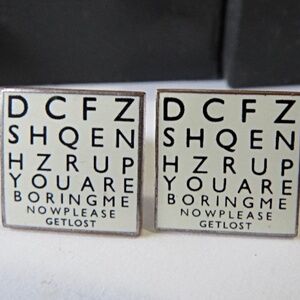 DCFZ
SHQEN
HZRUP
YOUARE
BORINGME
NOWPLEASE
GETLOST
DCFZ
SHQEN
HZRUP
YOUARE
BORINGME
NOWPLEASE
GETLOST